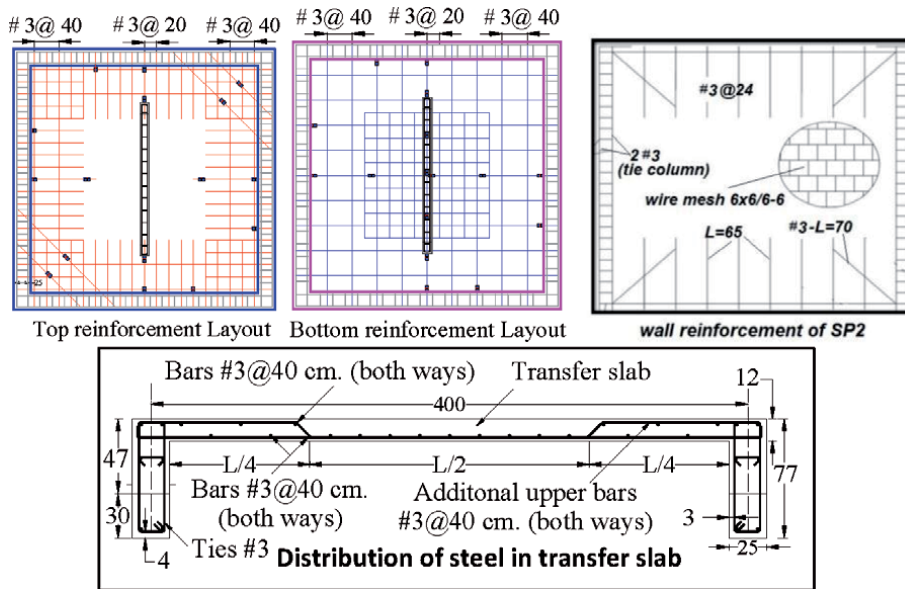 # 3@ 40 # 3@ 20 # 3@ 40
Top reinforcement Layout
# 3@ 40 # 3@ 20 # 3@ 40
Bottom reinforcement Layout
#3@24
2#3
(tie column)
wire mesh 6x6/6-6
L=65
#3-L=70
wall reinforcement of SP2
Bars #3@40 cm. (both ways)
Transfer slab
12
400
47
L/4
L/2
L/4
77
Bars #3@40 cm.
(both ways)
Additonal upper bars
#3@40 cm. (both ways)
30
Ties #3
4
3
25
Distribution of steel in transfer slab